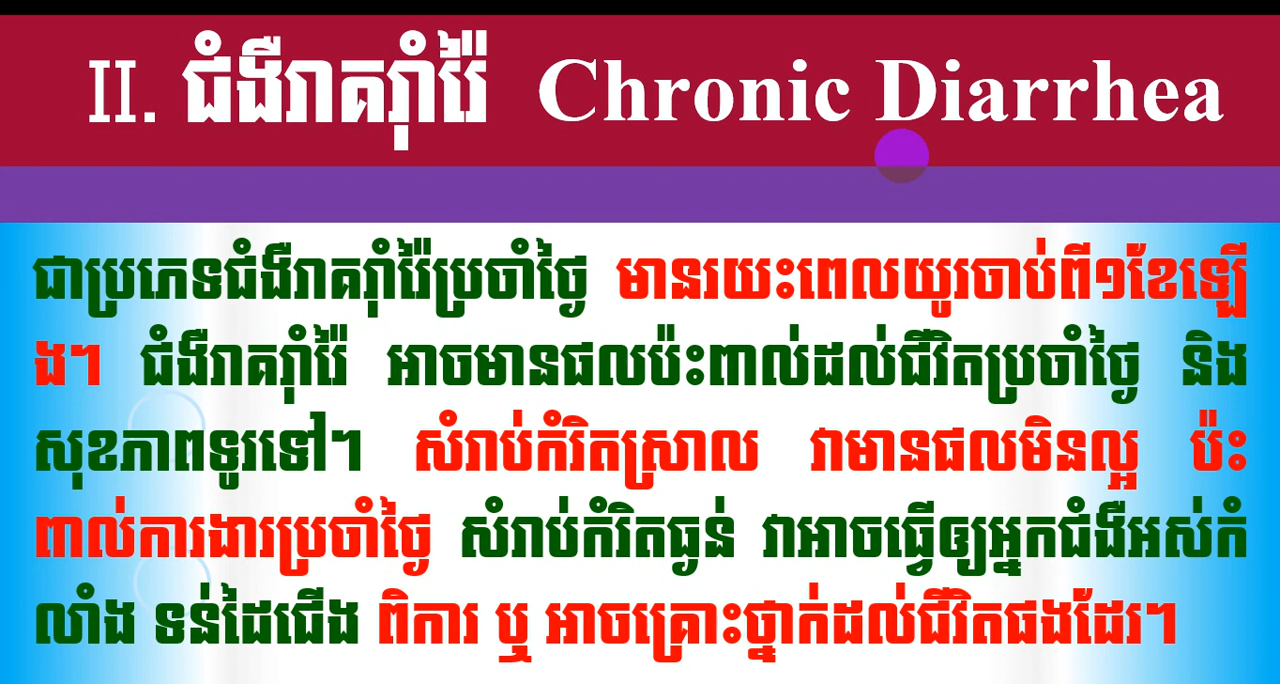 II. ជំងឺរាគរ៉ាំរ៉ៃ Chronic Diarrhea
ជាប្រភេទជំងឺរាគរ៉ាំរ៉ៃប្រចាំថ្ងៃ មានរយះពេលយូរចាប់ពី១ខែឡើ
ង។ ជំងឺរាគរ៉ាំរ៉ៃ អាចមានផលប៉ះពាល់ដល់ជីវិតប្រចាំថ្ងៃ និង
សុខភាពទូរទៅ។ សំរាប់កំរិតស្រាល វាមានផលមិនល្អ ប៉ះ
ពាល់ការងារប្រចាំថ្ងៃ សំរាប់កំរិតធ្ងន់ វាអាចធ្វើឲ្យអ្នកជំងឺអស់កំ
លាំង ទន់ដៃជើង ពិការ ឬ អាចគ្រោះថ្នាក់ដល់ជីវិតផងដែរ។